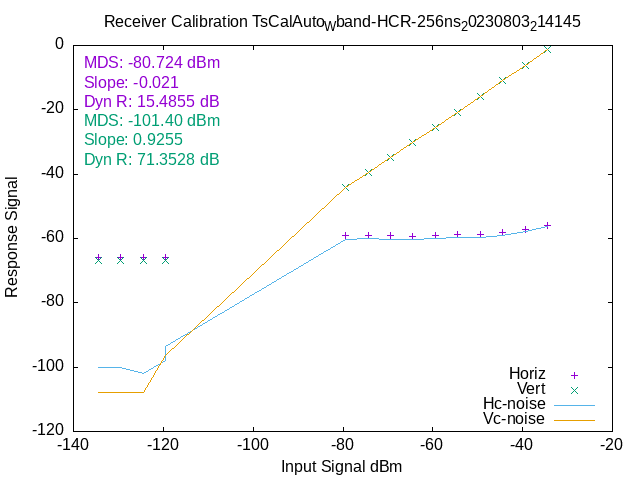 Receiver Calibration TsCalAuto_Wband-HCR-256ns_20230803_214145
MDS: -80.724 dBm
Slope: -0.021
Dyn R: 15.4855 dB
MDS: -101.40 dBm
Slope: 0.9255
Dyn R: 71.3528 dB
0
-20
-40
-60
-80
-100
-120
Response Signal
Horiz
Vert
Hc-noise
Vc-noise
-140 -120 -100 -80 -60 -40 -20
Input Signal dBm